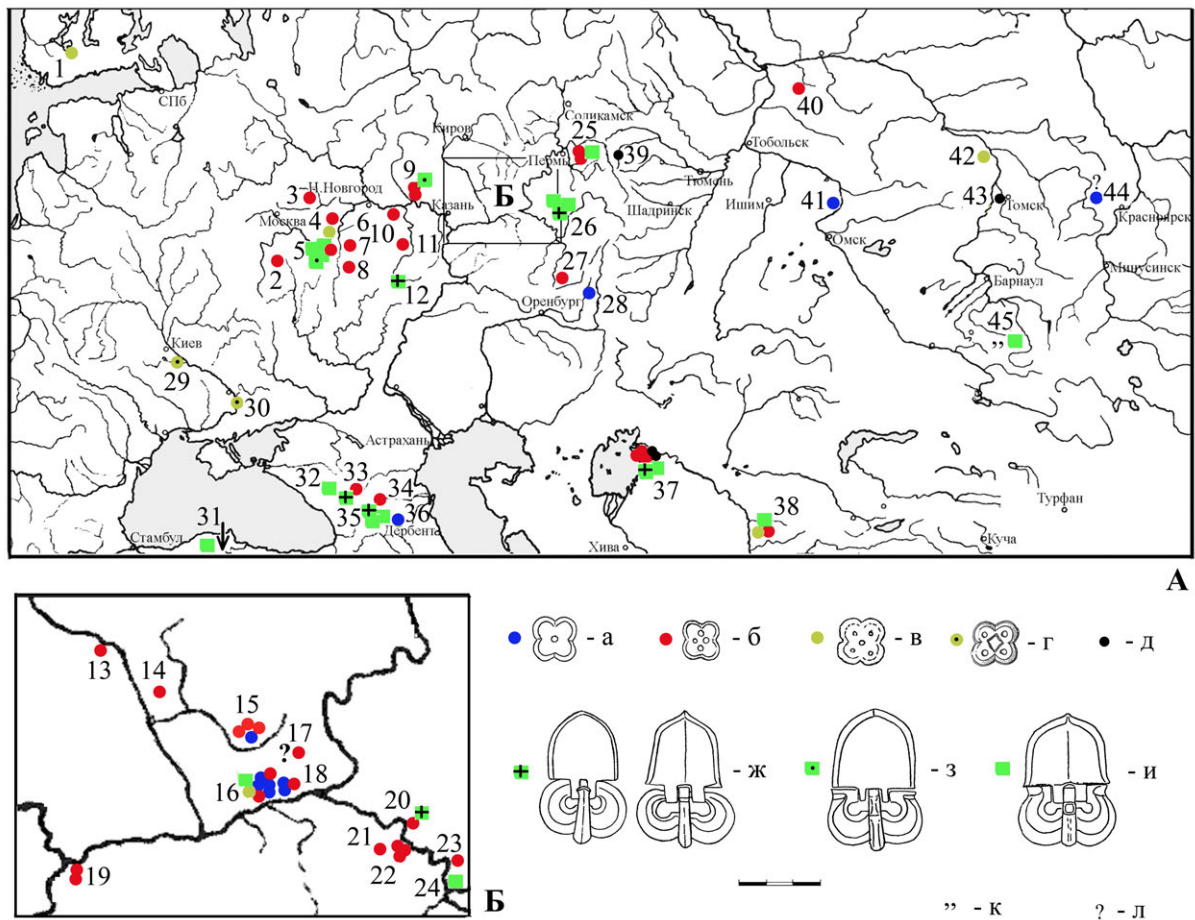 1
СПб
Соликамск
Киров
25
40
Пермь
39
Тобольск
42
9
Н.Новгород
3
Б
Казань
Тюмень
41
43
Томск
? 44
Красноярск
Москва
4
6
10
26
Шадринск
Ишим
Омск
5
7
11
2
8
27
12
Оренбург
28
Барнаул
Минусинск
45
”
Киев
29
30
Астрахань
32
33
34
35
36
Дербент
37
38
Турфан
31
Стамбул
Хива
Куча
А
13
14
15
17
?
16
18
20
21
22
23
19
24
Б
- а
- б
- в
- г
- д
- ж
- з
- и
” - к
? - л